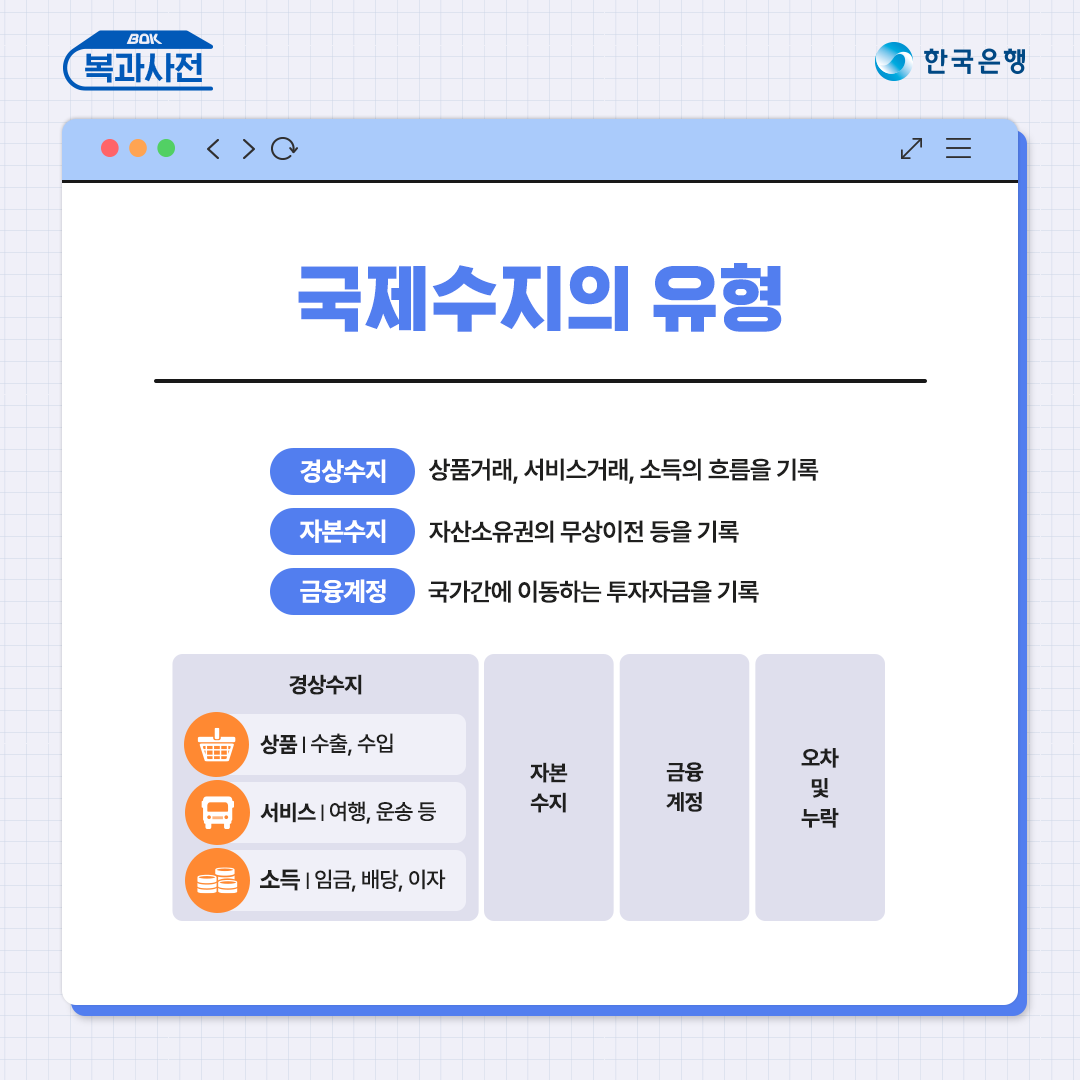 BOK
복과사전
한국은행
국제수지의 유형
경상수지 상품거래, 서비스거래, 소득의 흐름을 기록
자본수지 자산소유권의 무상이전 등을 기록
금융계정 국가간에 이동하는 투자자금을 기록
경상수지
상품 | 수출, 수입
서비스 | 여행, 운송 등
소득 | 임금, 배당, 이자
자본
수지
금융
계정
오차
및
누락